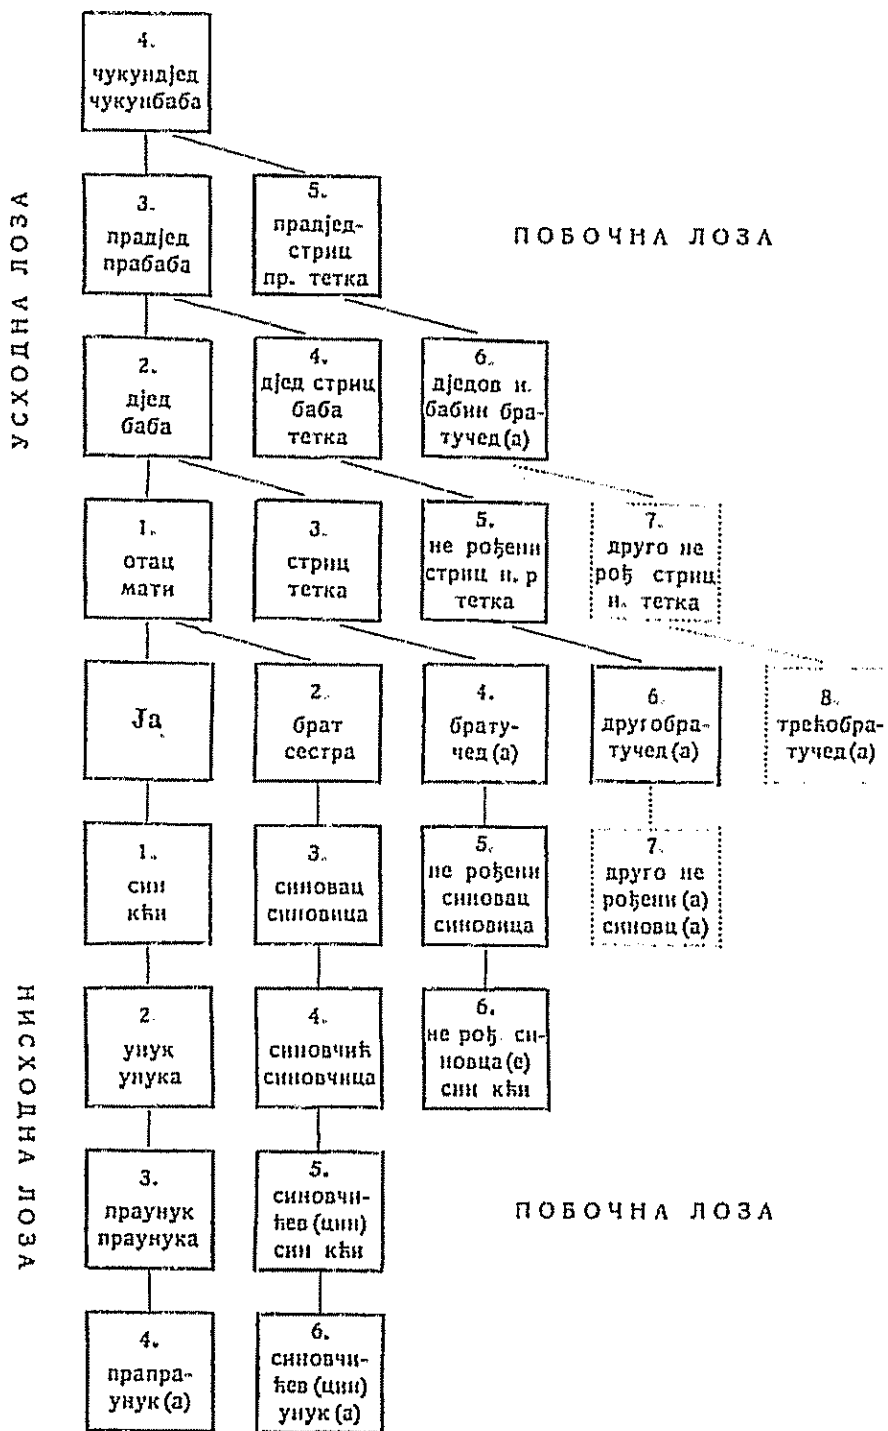 4.
чукундјед
чукунбаба
УСХОДНА ЛОЗА
3.
прадјед
прабаба
5.
прадјед-
стриц
пр. тетка
ПОБОЧНА ЛОЗА
2.
дјед
баба
4.
дјед стриц
баба
тетка
6.
дједов и.
бабин бра-
тучед (а)
1.
отац
мати
3.
стриц
тетка
5.
не рођени
стриц н. р
тетка
7.
друго не
рођ стриц
н. тетка
Ја
2.
брат
сестра
4.
брату-
чед (а)
6.
другобра-
тучед (а)
8.
трећобра-
тучед (а)
1.
син
кћи
3.
синовац
синовица
5.
не рођени
синовац
синовица
7.
друго не
рођени (а)
синовц (а)
НИСХОДНА ЛОЗА
2
унук
унука
4.
синовчић
синовчица
6.
не рођ. си-
новца (е)
син кћи
3.
праунук
праунука
5.
синовчи-
ћев (цин)
син кћи
ПОБОЧНА ЛОЗА
4.
прапра-
унук (а)
6.
синовчи-
ћев (цин)
унук (а)